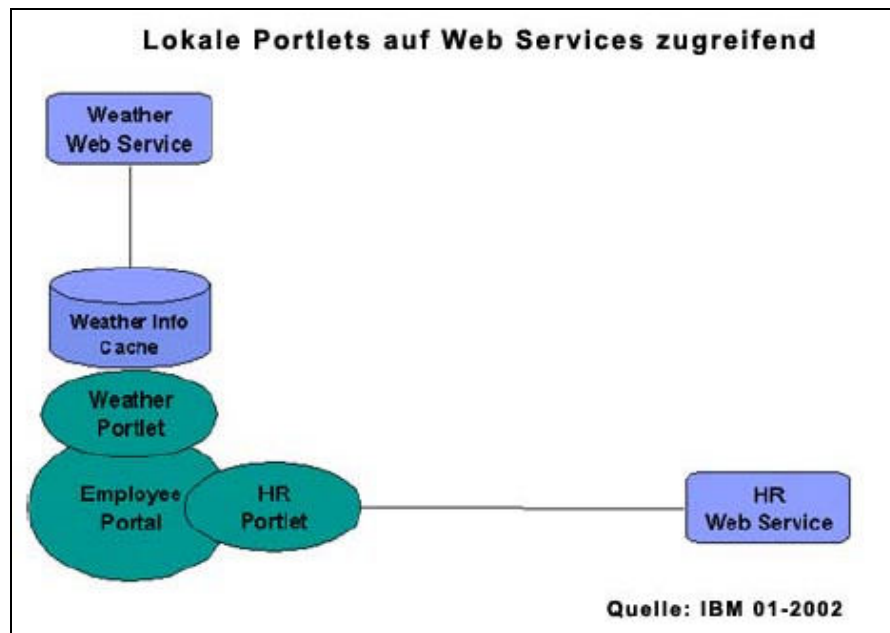 Lokale Portlets auf Web Services zugreifend
Weather
Web Service
Weather Info
Cache
Weather
Portlet
Employee
Portal
HR
Portlet
HR
Web Service
Quelle: IBM 01-2002